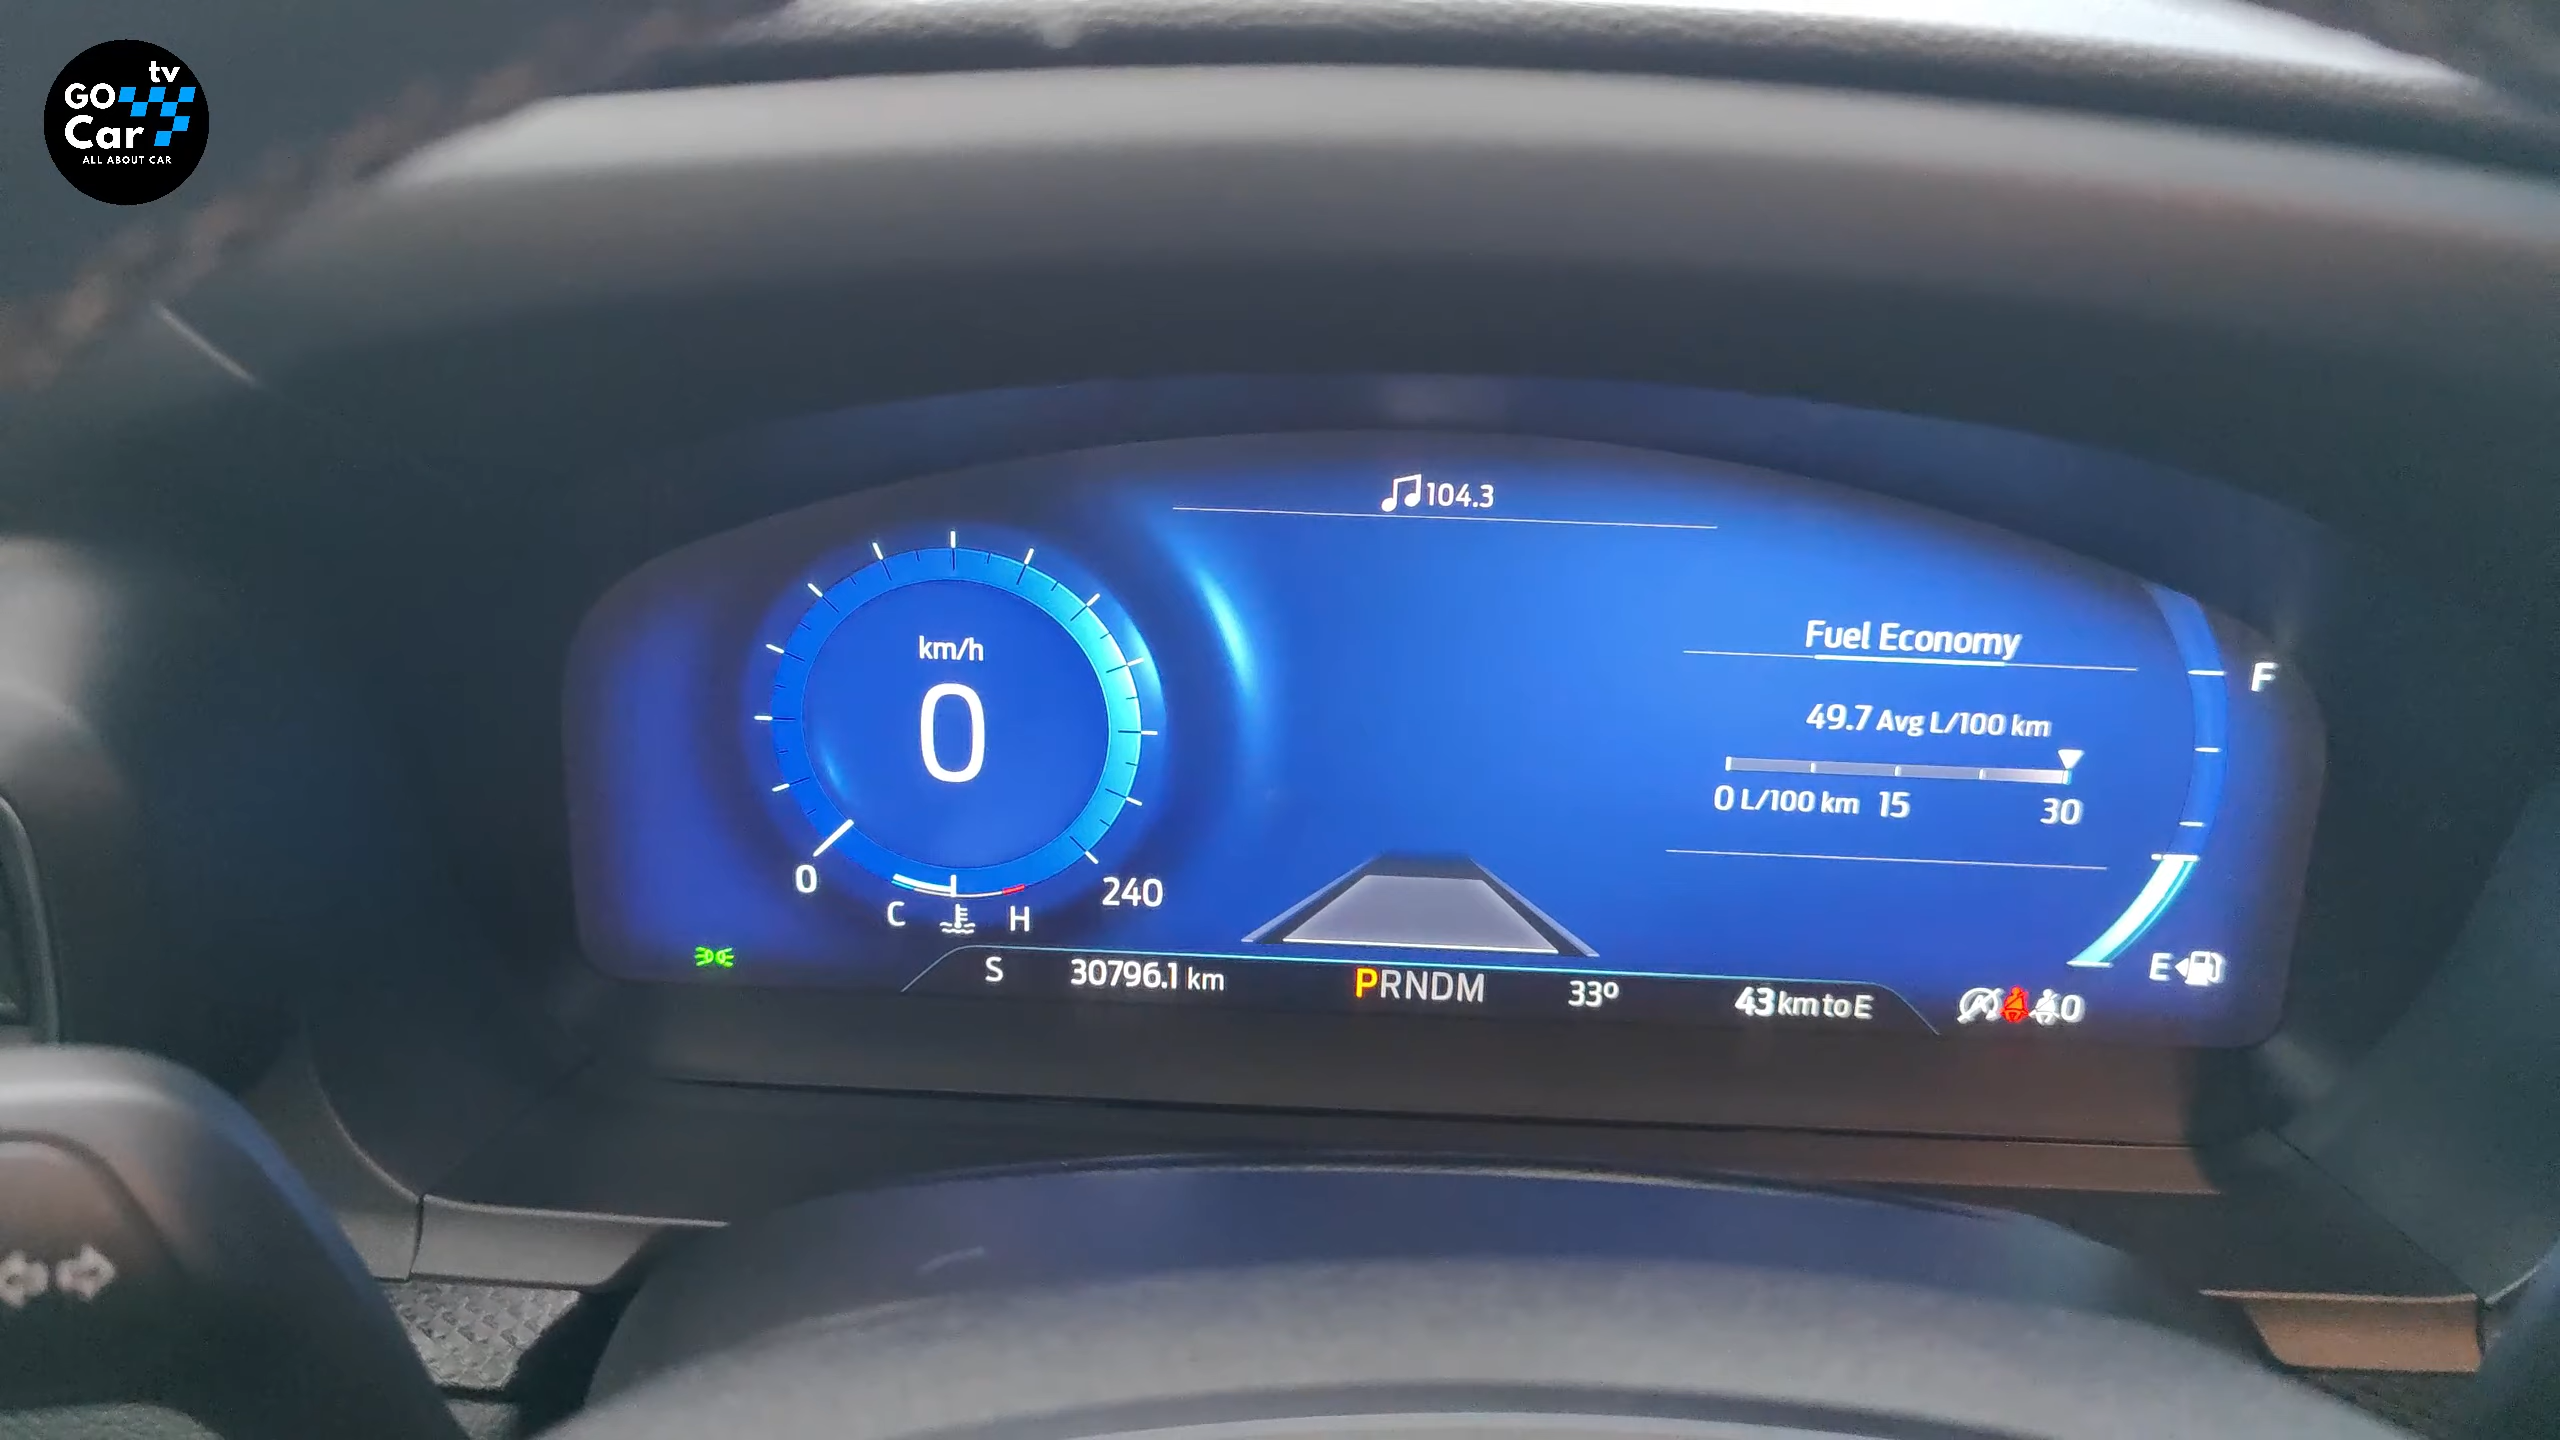 tv
GO
Car
ALL ABOUT CAR
104.3
km/h
0
0
240
C
H
Fuel Economy
49.7 Avg L/100 km
0 L/100 km 15 30
F
E
S 30796.1 km PRNDM 33º 43 km to E
0